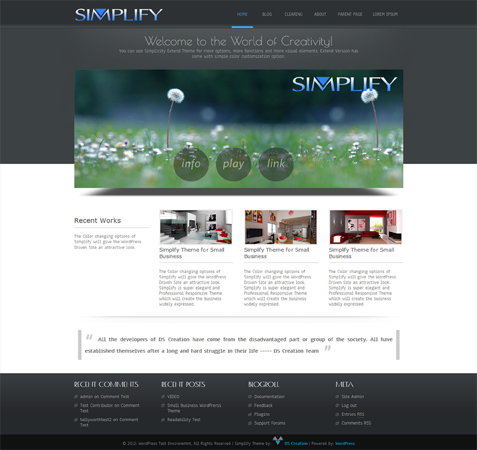 SIMPLIFY
HOME BLOG CLEARING ABOUT PARENT PAGE LOREM IPSUM
Welcome to the World of Creativity!
You can use Simplicity Extend Theme for more options, more functions and more visual elements. Extend Version has
come with simple color customization option.
SIMPLIFY
info play link
Recent Works
The Color changing options of
Simplify will give the WordPress
Driven Site an attractive look.
Simplify Theme for Small
Business
The Color changing options of
Simplify will give the WordPress
Driven Site an attractive look.
Simplify is super elegant and
Professional Responsive Theme
which will create the business
widely expressed.
Simplify Theme for Small
Business
The Color changing options of
Simplify will give the WordPress
Driven Site an attractive look.
Simplify is super elegant and
Professional Responsive Theme
which will create the business
widely expressed.
Simplify Theme for Small
Business
The Color changing options of
Simplify will give the WordPress
Driven Site an attractive look.
Simplify is super elegant and
Professional Responsive Theme
which will create the business
widely expressed.
“ All the developers of D5 Creation have come from the disadvantaged part or group of the society. All have
established themselves after a long and hard struggle in their life ----- D5 Creation Team ”
RECENT COMMENTS
admin on Comment Test
Test Contributor on Comment
Test
Comment
Test
RECENT POSTS
VIDEO
Small Business WordPress
Theme
Readability Test
BLOGROLL
Documentation
Feedback
Plugins
Support Forums
META
Site Admin
Log out
Entries RSS
Comments RSS
WordPress Test Environment, All Rights Reserved | Simplify Theme by: D5 Creation | Powered by: WordPress